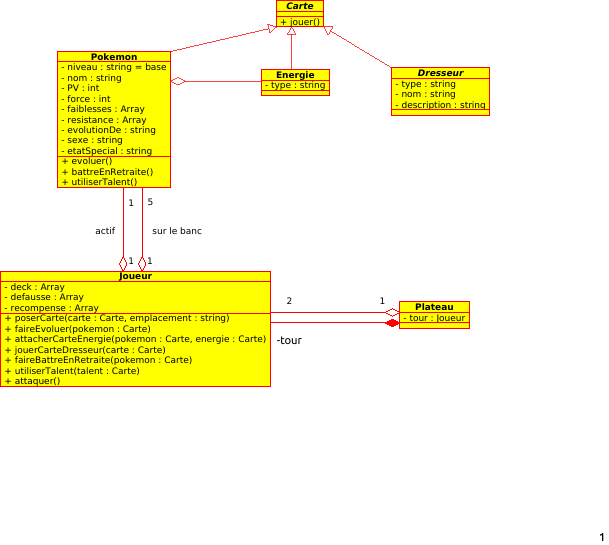 Carte
+ jouer()
Pokemon
- niveau : string = base
- nom : string
- PV : int
- force : int
- faiblesses : Array
- resistance : Array
- evolutionDe : string
- sexe : string
- etatSpecial : string
+ evoluer()
+ battreEnRetraite()
+ utiliserTalent()
Energie
- type : string
Dresseur
- type : string
- nom : string
- description : string
1
5
actif
sur le banc
1
1
Joueur
- deck : Array
- defausse : Array
- recompense : Array
+ poserCarte(carte : Carte, emplacement : string)
+ faireEvoluer(pokemon : Carte)
+ attacherCarteEnergie(pokemon : Carte, energie : Carte)
+ jouerCarteDresseur(carte : Carte)
+ faireBattreEnRetraite(pokemon : Carte)
+ utiliserTalent(talent : Carte)
+ attaquer()
2
1
-tour
Plateau
- tour : Joueur
1